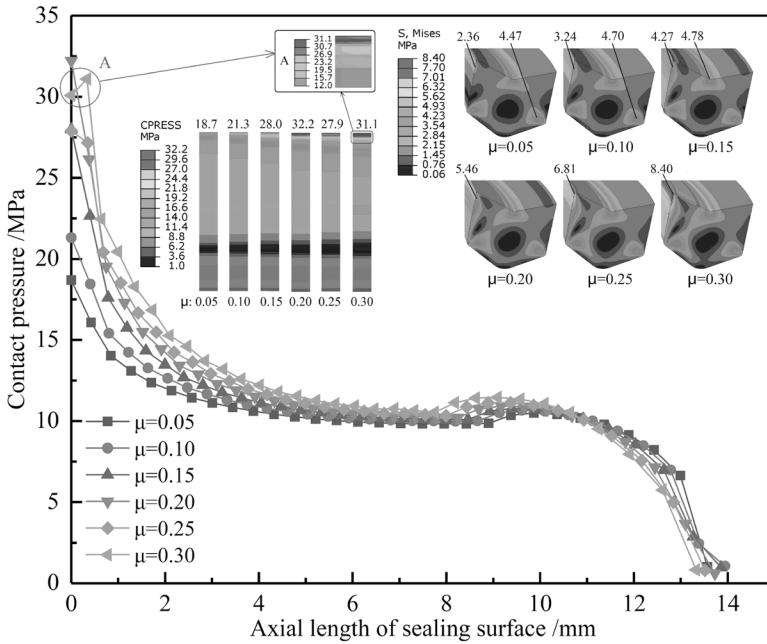 35
30
25
20
15
10
5
0
Contact pressure /MPa
0 2 4 6 8 10 12 14
Axial length of sealing surface /mm
A
A
31.1
30.7
26.9
23.2
19.5
15.7
12.0
CPRESS
MPa
32.2
29.6
27.0
24.4
21.8
19.2
16.6
14.0
11.4
8.8
6.2
3.6
1.0
18.7 21.3 28.0 32.2 27.9 31.1
μ: 0.05 0.10 0.15 0.20 0.25 0.30
S, Mises
MPa
8.40
7.70
7.01
6.32
5.62
4.93
4.23
3.54
2.84
2.15
1.45
0.76
0.06
2.36 4.47 3.24 4.70 4.27 4.78
μ=0.05 μ=0.10 μ=0.15
5.46 6.81 8.40
μ=0.20 μ=0.25 μ=0.30
μ=0.05
μ=0.10
μ=0.15
μ=0.20
μ=0.25
μ=0.30